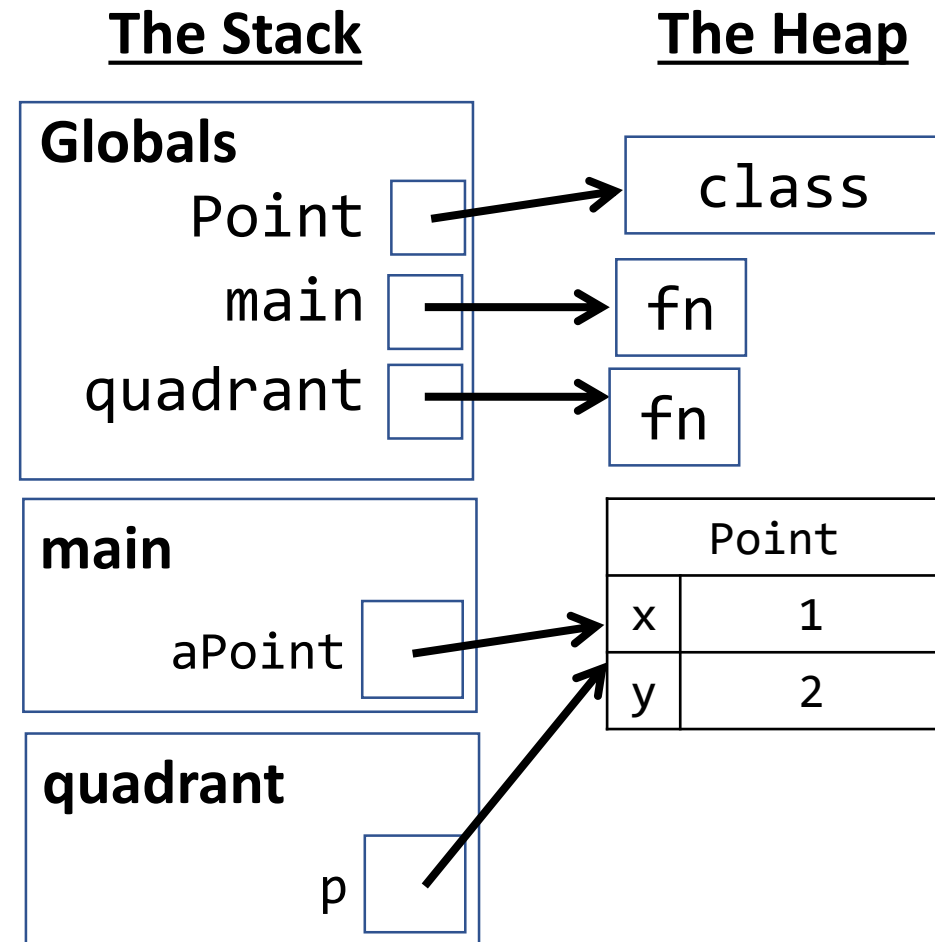 The Stack
The Heap
Globals
Point
class
main
fn
quadrant
fn
main
aPoint
Point
x 1
y 2
quadrant
p